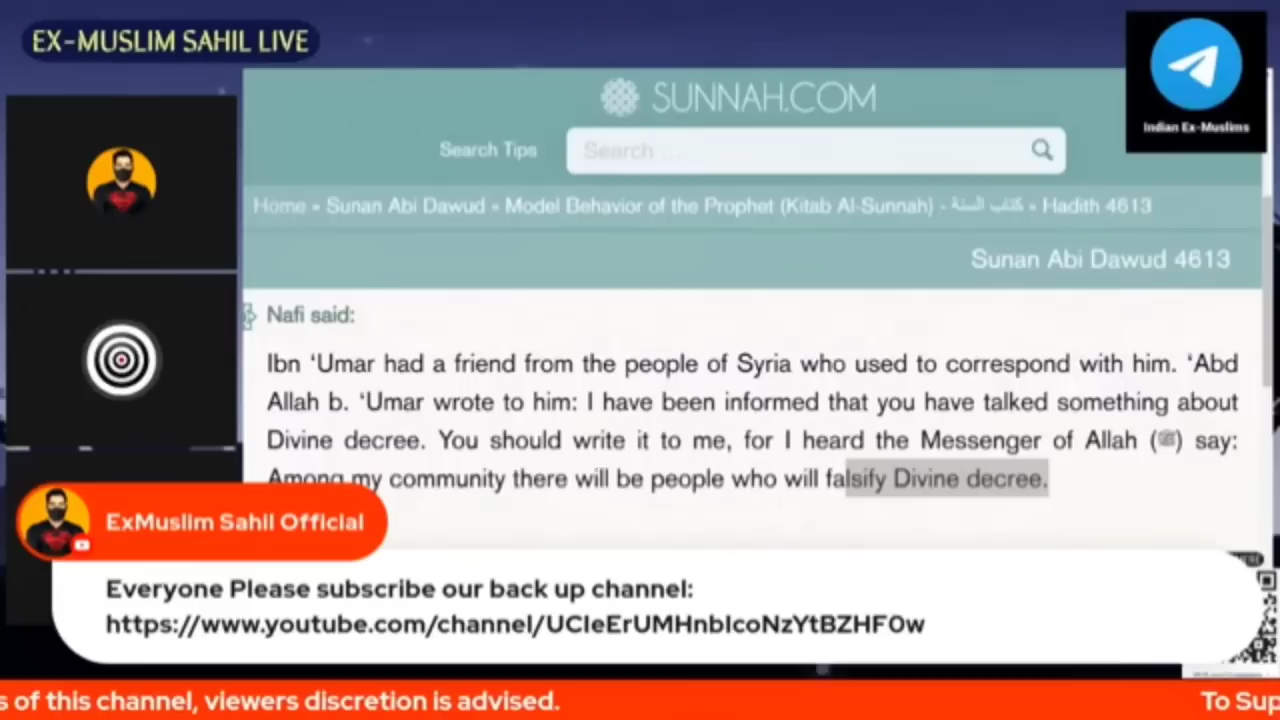 EX-MUSLIM SAHIL LIVE
Indian Ex-Muslims
SUNNAH.COM
Search Tips
Search ...
Home » Sunan Abi Dawud » Model Behavior of the Prophet (Kitab Al-Sunnah) - كتاب السنة » Hadith 4613
Sunan Abi Dawud 4613
Nafi said:
Ibn ‘Umar had a friend from the people of Syria who used to correspond with him. ‘Abd
Allah b. ‘Umar wrote to him: I have been informed that you have talked something about
Divine decree. You should write it to me, for I heard the Messenger of Allah (ﷺ) say:
Among my community there will be people who will falsify Divine decree.
ExMuslim Sahil Official
Everyone Please subscribe our back up channel:
https://www.youtube.com/channel/UCIeErUMHnbIcoNzYtBZHF0w
s of this channel, viewers discretion is advised.
To Sup